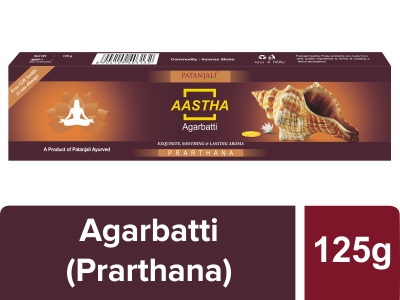 Commodity : Incense Sticks
PATANJALI
AASTHA
Agarbatti
EXQUISITE, SOOTHING & LASTING AROMA
PRARTHANA
A Product of Patanjali Ayurved
Agarbatti
(Prarthana)
125g